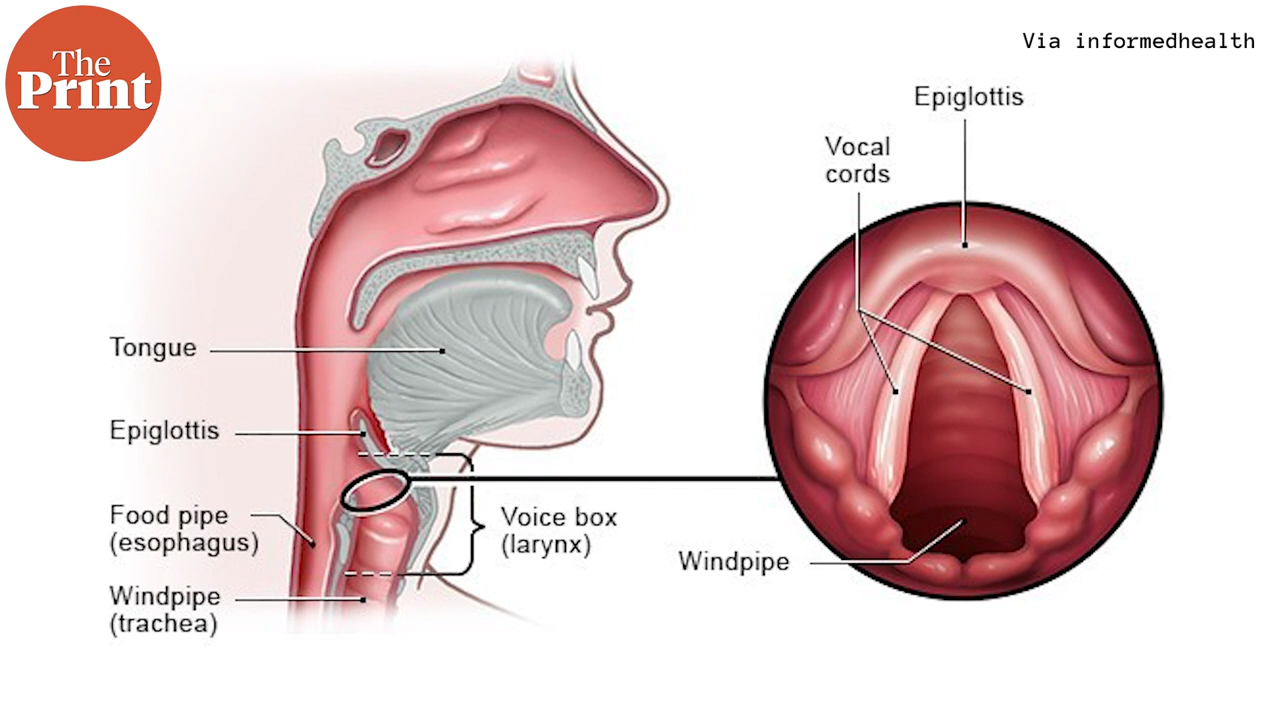 The
Print
Via informedhealth
Epiglottis
Vocal
cords
Tongue
Epiglottis
Food pipe
(esophagus)
Voice box
(larynx)
Windpipe
Windpipe
(trachea)